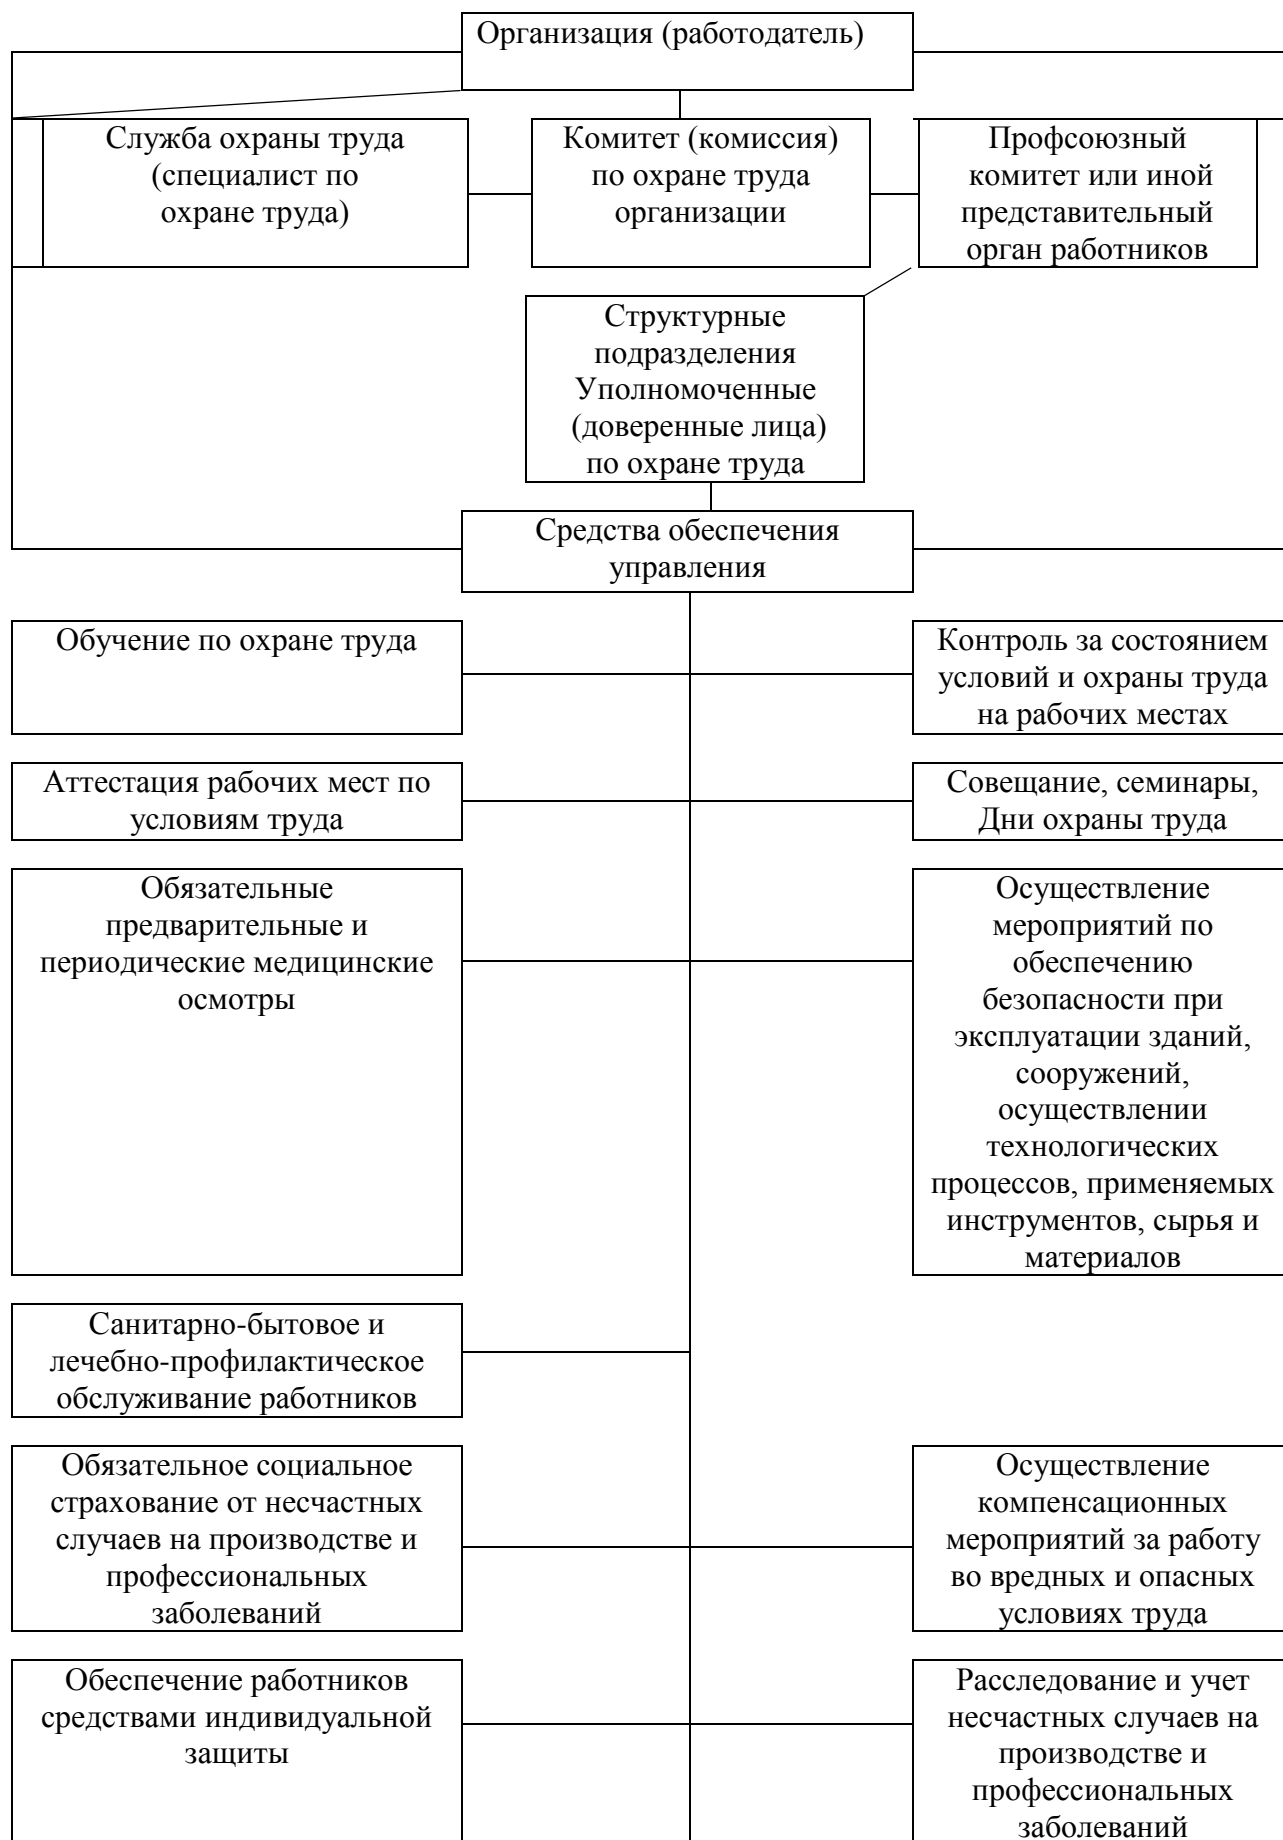 Организация (работодатель)
Служба охраны труда
(специалист по
охране труда)
Комитет (комиссия)
по охране труда
организации
Профсоюзный
комитет или иной
представительный
орган работников
Структурные
подразделения
Уполномоченные
(доверенные лица)
по охране труда
Средства обеспечения
управления
Обучение по охране труда
Контроль за состоянием
условий и охраны труда
на рабочих местах
Аттестация рабочих мест по
условиям труда
Совещание, семинары,
Дни охраны труда
Обязательные
предварительные и
периодические медицинские
осмотры
Осуществление
мероприятий по
обеспечению
безопасности при
эксплуатации зданий,
сооружений,
осуществлении
технологических
процессов, применяемых
инструментов, сырья и
материалов
Санитарно-бытовое и
лечебно-профилактическое
обслуживание работников
Обязательное социальное
страхование от несчастных
случаев на производстве и
профессиональных
заболеваний
Осуществление
компенсационных
мероприятий за работу
во вредных и опасных
условиях труда
Обеспечение работников
средствами индивидуальной
защиты
Расследование и учет
несчастных случаев на
производстве и
профессиональных
заболеваний